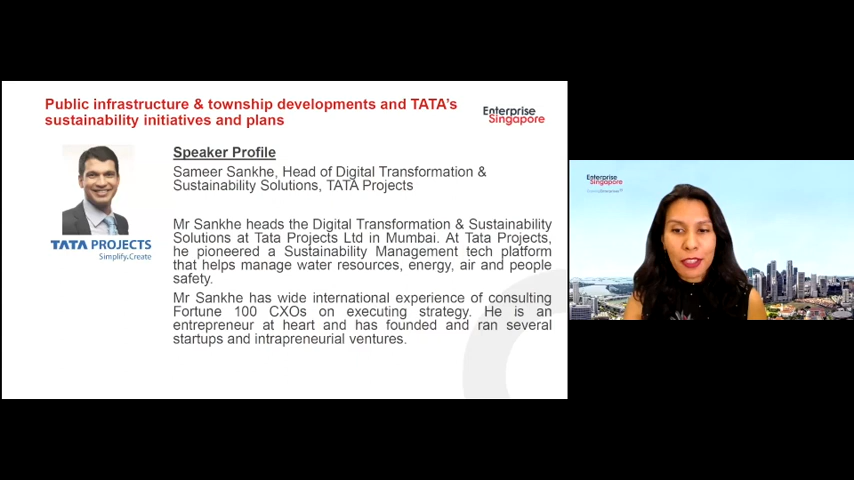 Public infrastructure & township developments and TATA's
sustainability initiatives and plans
Enterprise
Singapore
Speaker Profile
Sameer Sankhe, Head of Digital Transformation &
Sustainability Solutions, TATA Projects
TATA PROJECTS
Simplify.Create
Mr Sankhe heads the Digital Transformation & Sustainability
Solutions at Tata Projects Ltd in Mumbai. At Tata Projects,
he pioneered a Sustainability Management tech platform
that helps manage water resources, energy, air and people
safety.
Mr Sankhe has wide international experience of consulting
Fortune 100 CXOs on executing strategy. He is an
entrepreneur at heart and has founded and ran several
startups and intrapreneurial ventures.
Enterprise
Singapore